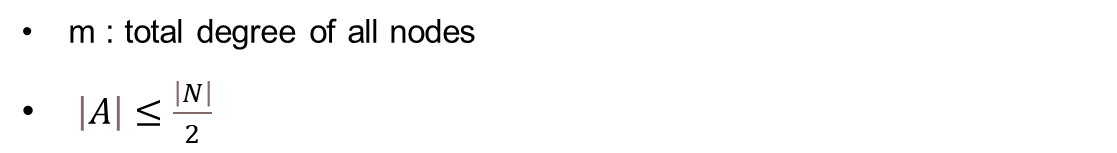 • m : total degree of all nodes
• |A| ≤ |N|/2